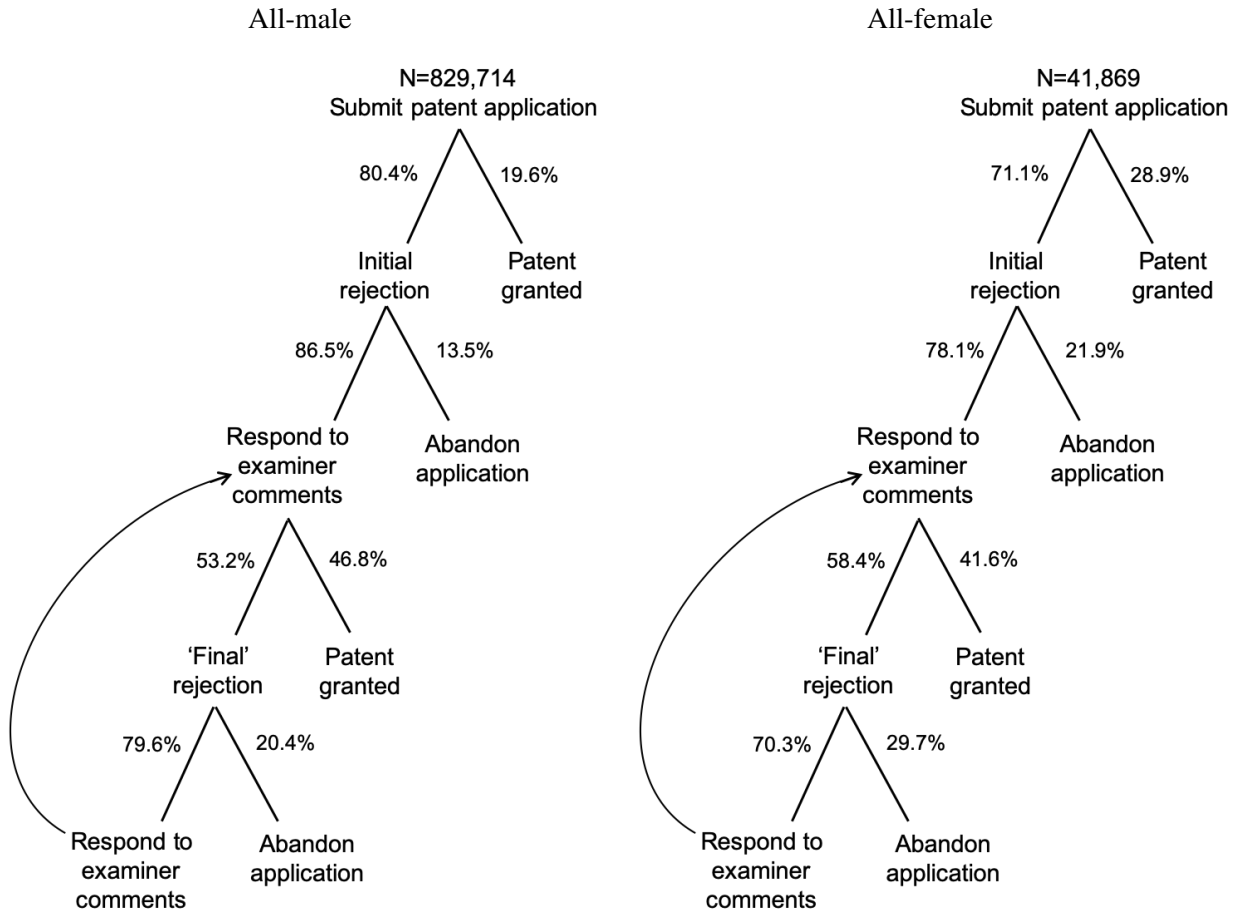 All-male
N=829,714
Submit patent application
80.4%
19.6%
Initial
rejection
Patent
granted
86.5%
13.5%
Respond to
examiner
comments
Abandon
application
53.2%
46.8%
‘Final’
rejection
Patent
granted
79.6%
20.4%
Respond to
examiner
comments
Abandon
application
All-female
N=41,869
Submit patent application
71.1%
28.9%
Initial
rejection
Patent
granted
78.1%
21.9%
Respond to
examiner
comments
Abandon
application
58.4%
41.6%
‘Final’
rejection
Patent
granted
70.3%
29.7%
Respond to
examiner
comments
Abandon
application